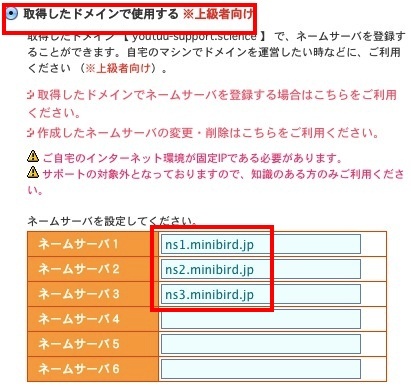 取得したドメインで使用する ※上級者向け
取得したドメイン 【 youtuu-support.science 】 で、ネームサーバを登録す
ることができます。自宅のマシンでドメインを運営したい時などに、ご利用
ください （※上級者向け）。
取得したドメインでネームサーバを登録する場合はこちらをご利用
ください。
作成したネームサーバの変更・削除はこちらをご利用ください。
ご自宅のインターネット環境が固定IPである必要があります。
サポートの対象外となっておりますので、知識のある方のみご利用くださ
い。
ネームサーバを設定してください。
ネームサーバ 1 ns1.minibird.jp
ネームサーバ 2 ns2.minibird.jp
ネームサーバ 3 ns3.minibird.jp
ネームサーバ 4
ネームサーバ 5
ネームサーバ 6